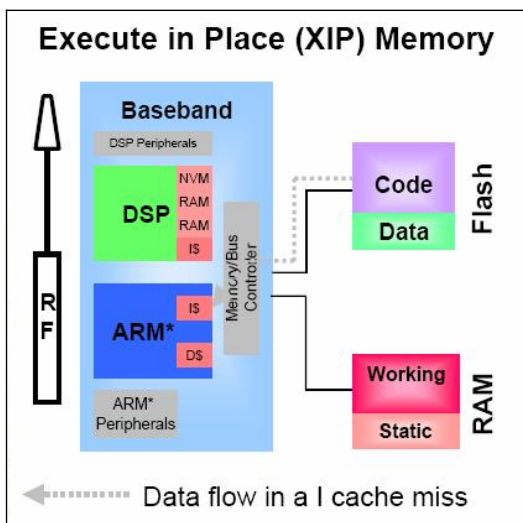 Execute in Place (XIP) Memory
Baseband
DSP Peripherals
DSP
NVM
RAM
RAM
I$
Memory/Bus
Controller
ARM*
I$
D$
ARM*
Peripherals
RF
Code
Data
Flash
Working
Static
RAM
Data flow in a I cache miss